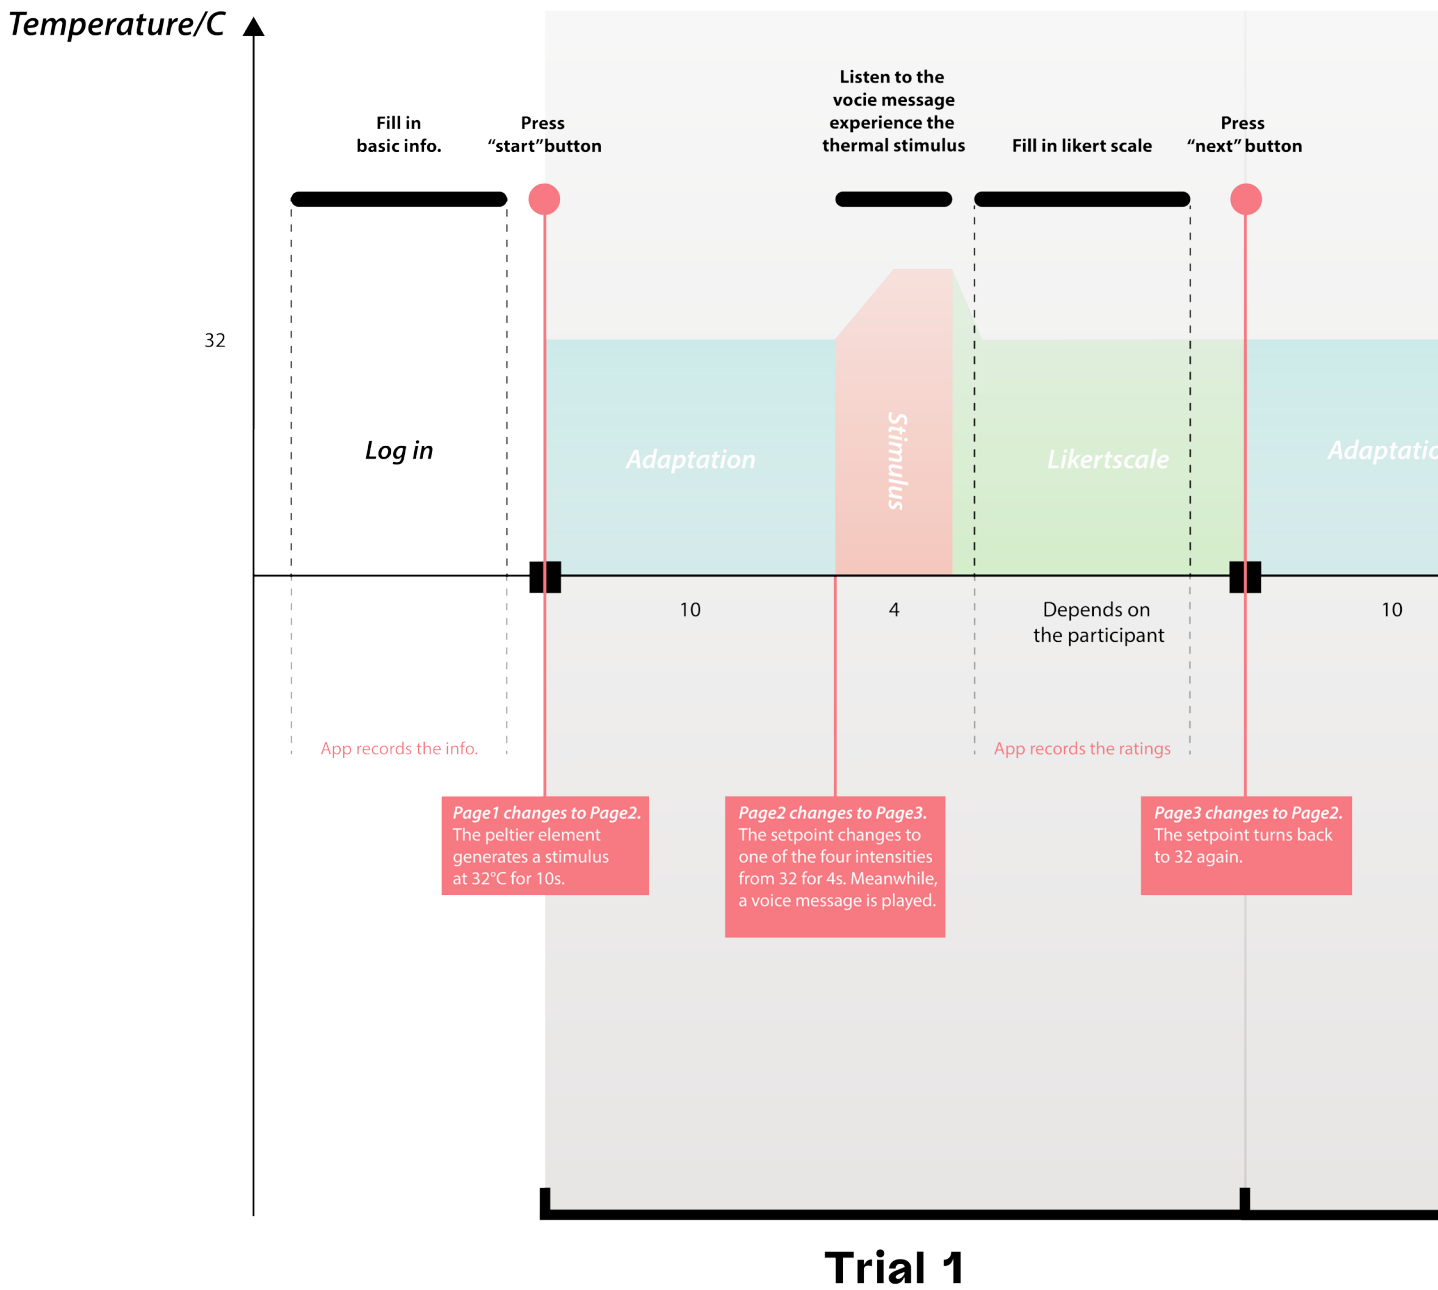 Temperature/C
Fill in
basic info.
Press
“start”button
Listen to the
vocie message
experience the
thermal stimulus
Fill in likert scale
Press
“next” button
32
Log in
Adaptation
Stimulus
Likertscale
Adaptatio
10
4
Depends on
the participant
10
App records the info.
App records the ratings
Page1 changes to Page2.
The peltier element
generates a stimulus
at 32°C for 10s.
Page2 changes to Page3.
The setpoint changes to
one of the four intensities
from 32 for 4s. Meanwhile,
a voice message is played.
Page3 changes to Page2.
The setpoint turns back
to 32 again.
Trial 1